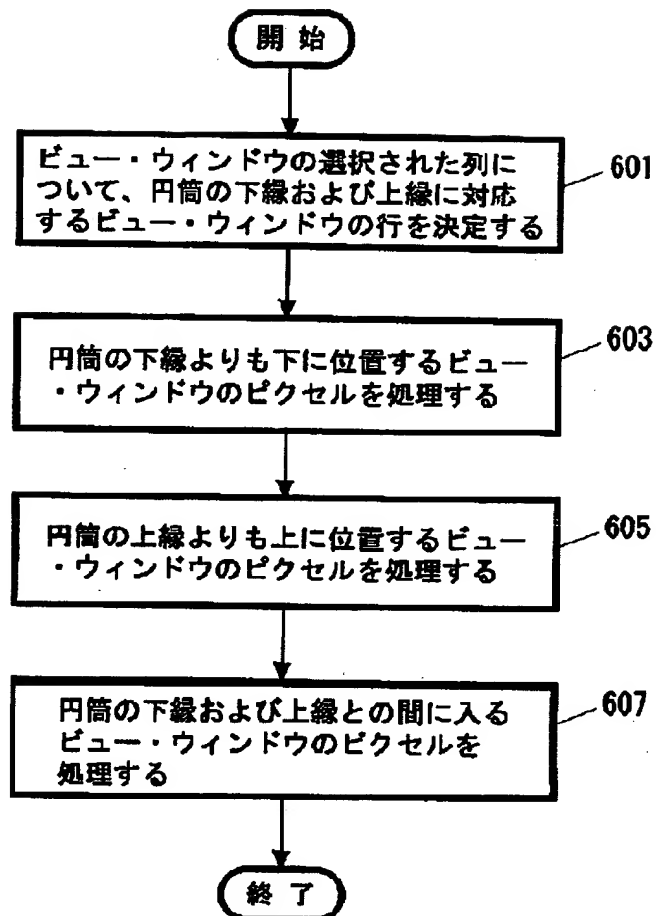 開 始
ビュー・ウィンドウの選択された列に
ついて、円筒の下縁および上縁に対応
するビュー・ウィンドウの行を決定する
601
円筒の下縁よりも下に位置するビュー
・ウィンドウのピクセルを処理する
603
円筒の上縁よりも上に位置するビュー
・ウィンドウのピクセルを処理する
605
円筒の下縁および上縁との間に入る
ビュー・ウィンドウのピクセルを
処理する
607
終 了